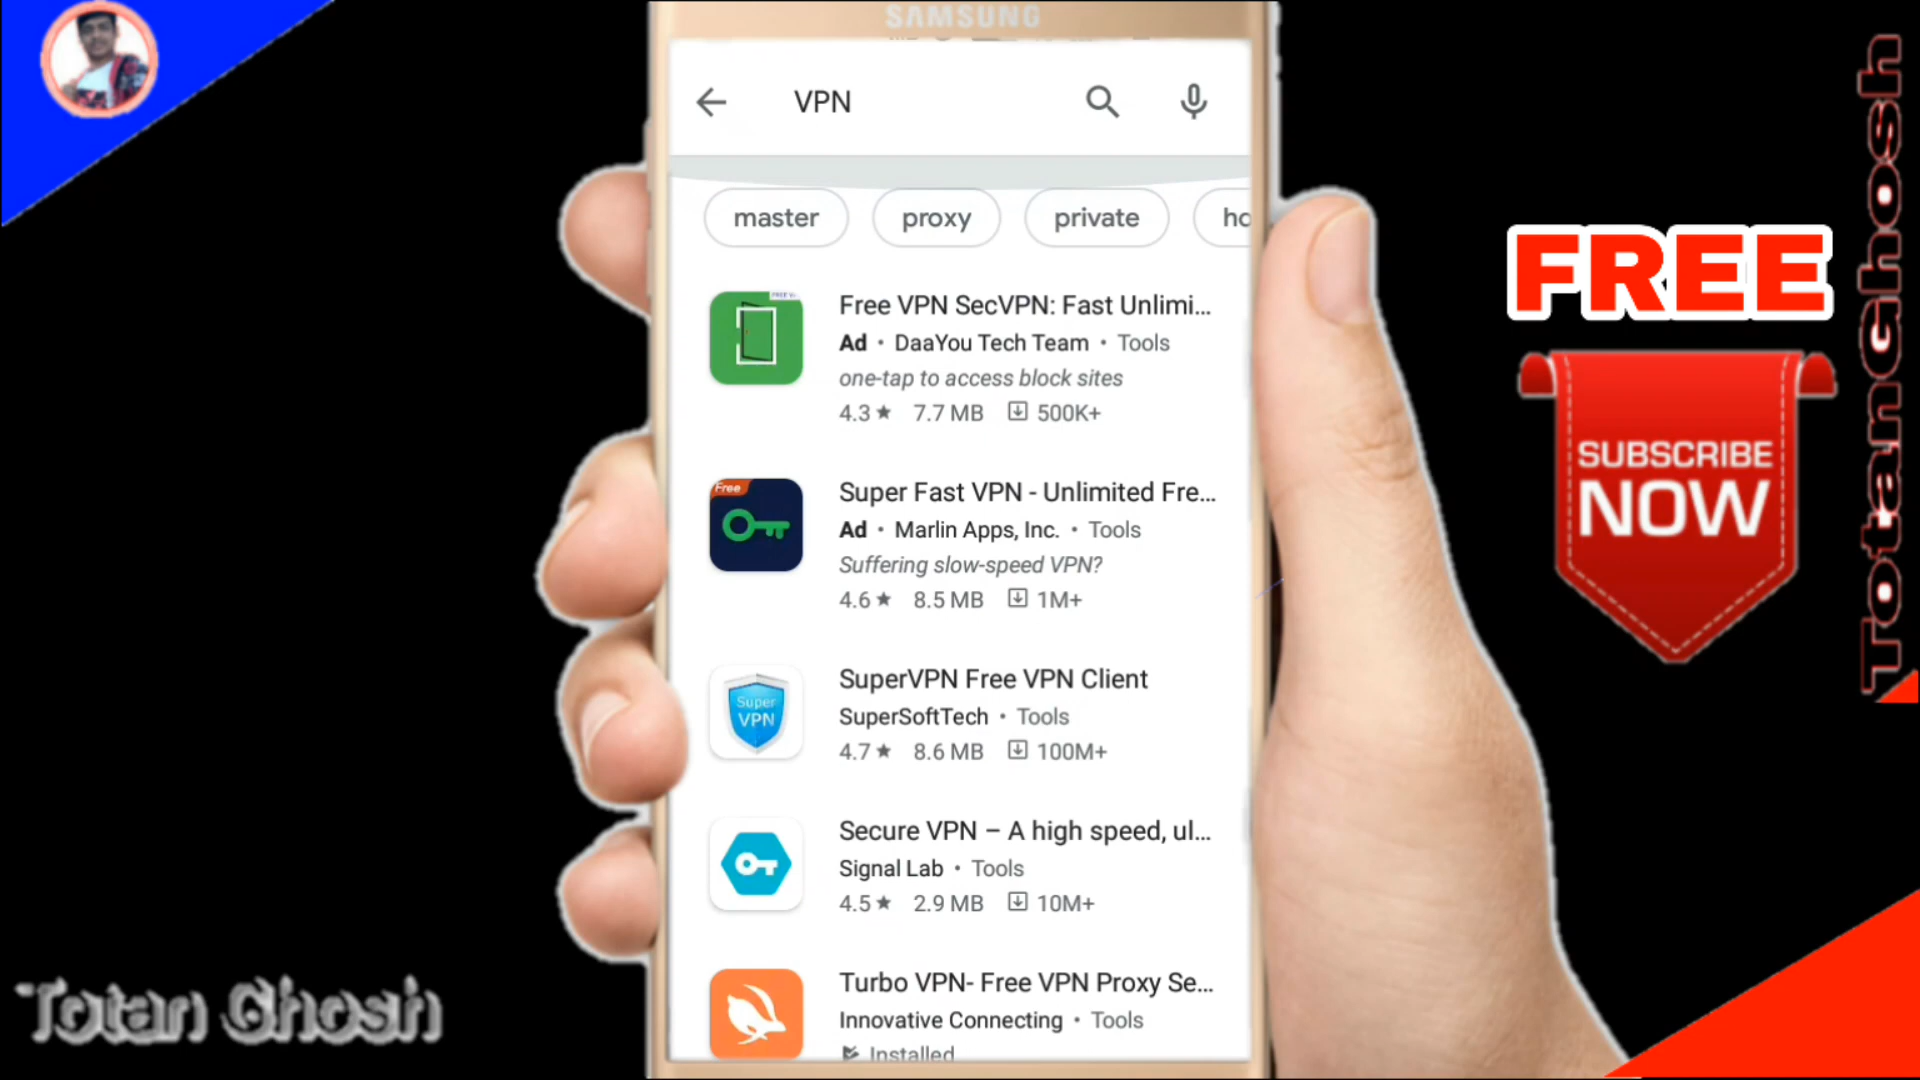 SAMSUNG
VPN
master
proxy
private
FREE
Free VPN SecVPN: Fast Unlimi...
Ad • DaaYou Tech Team • Tools
one-tap to access block sites
4.3★ 7.7 MB 500K+
Free
Super Fast VPN - Unlimited Fre...
Ad • Marlin Apps, Inc. • Tools
Suffering slow-speed VPN?
4.6★ 8.5 MB 1M+
SUBSCRIBE
NOW
TotanGhosh
Super
VPN
SuperVPN Free VPN Client
SuperSoftTech • Tools
4.7★ 8.6 MB 100M+
Secure VPN – A high speed, ul...
Signal Lab • Tools
4.5★ 2.9 MB 10M+
Turbo VPN- Free VPN Proxy Se...
Innovative Connecting • Tools
Installed
Totan Ghosh